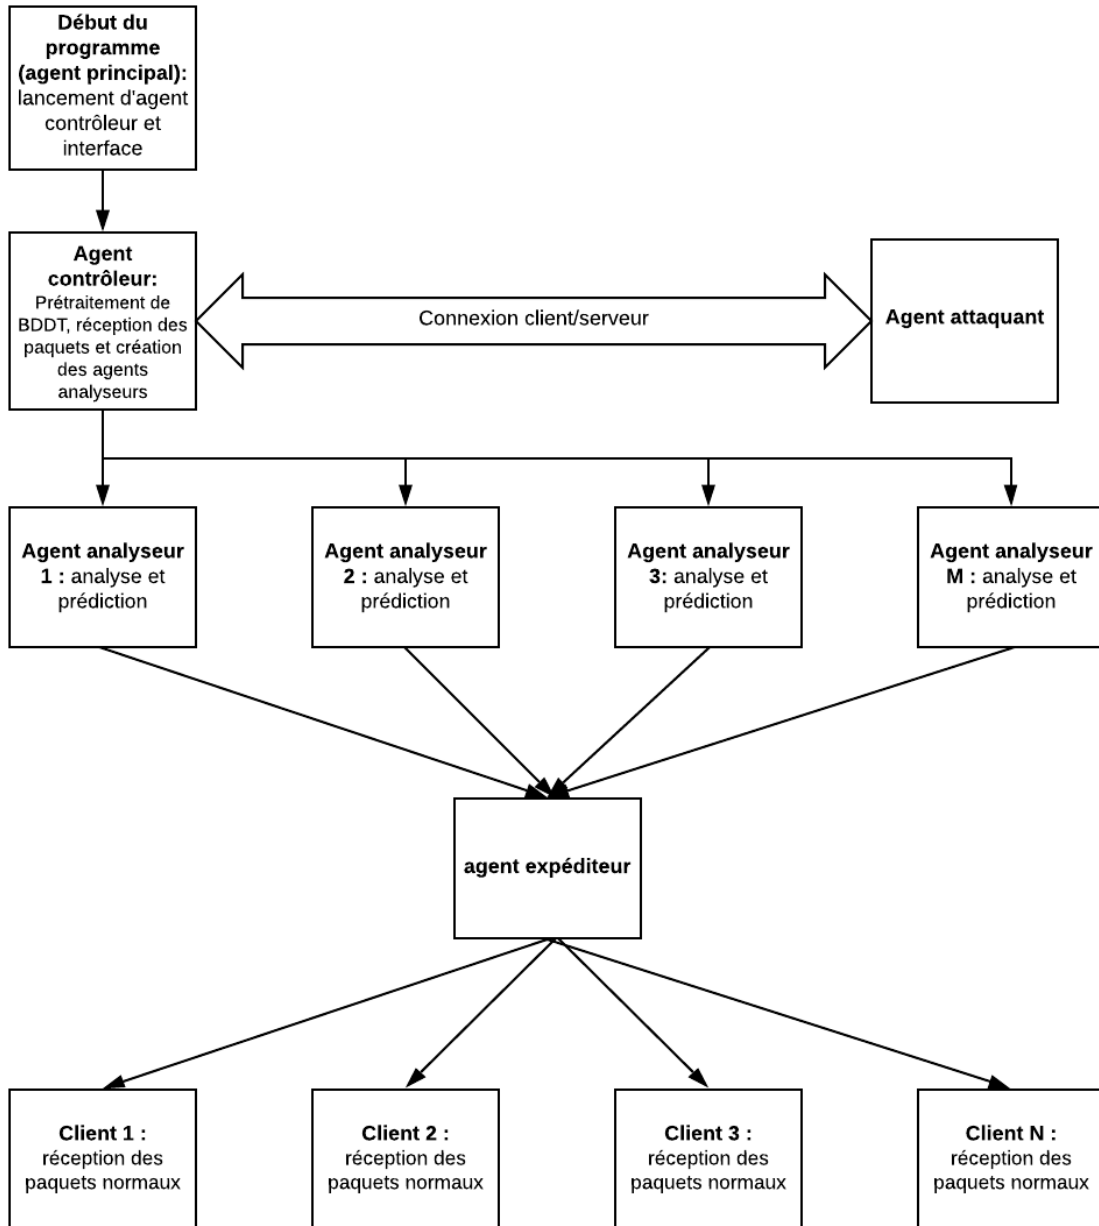 Début du
programme
(agent principal):
lancement d'agent
contrôleur et
interface
Agent
contrôleur:
Prétraitement de
BDDT, réception des
paquets et création
des agents
analyseurs
Connexion client/serveur
Agent attaquant
Agent analyseur
1 : analyse et
prédiction
Agent analyseur
2 : analyse et
prédiction
Agent analyseur
3: analyse et
prédiction
Agent analyseur
M : analyse et
prédiction
agent expéditeur
Client 1 :
réception des
paquets normaux
Client 2 :
réception des
paquets normaux
Client 3 :
réception des
paquets normaux
Client N :
réception des
paquets normaux